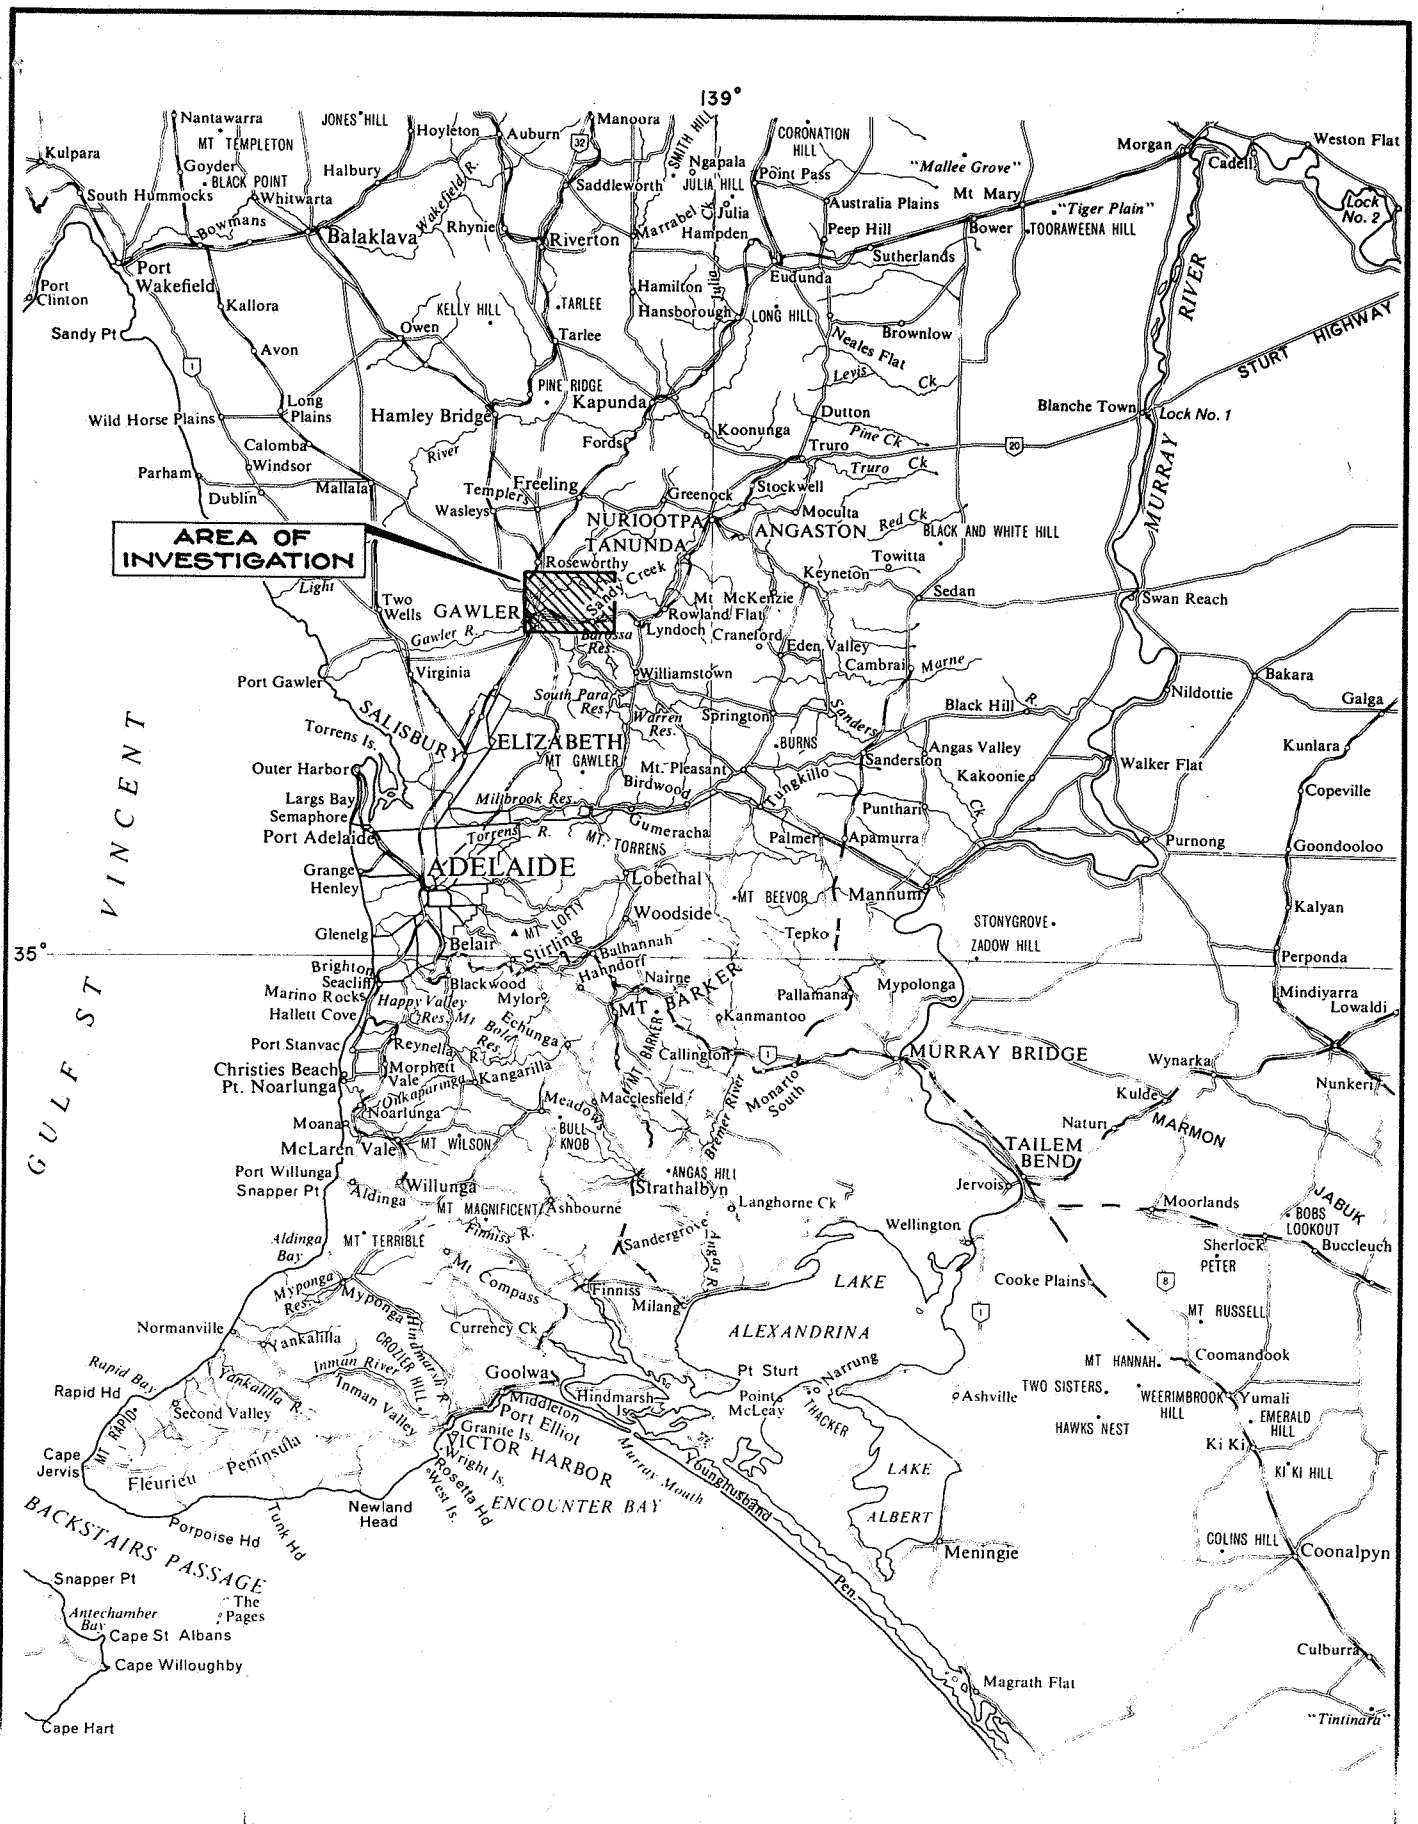 139°
Nantawarra
JONES HILL
Hoyleton
Auburn
32
Manoora
SMITH HILL
CORONATION
HILL
Morgan
Weston Flat
MT TEMPLETON
Kulpara
Goyder
Halbury
Wakefield R.
Saddleworth
Ngapala
JULIA HILL
Point Pass
"Mallee Grove"
Cadell
South Hummocks
BLACK POINT
Whitwarta
Mt Mary
Lock
No. 2
Bowmans
Balaklava
Rhynie
Riverton
Marrabel
Julia Ck
Julia
Hampden
Australia Plains
Peep Hill
Bower
"Tiger Plain"
TOORAWEENA HILL
Sutherlands
Port
Wakefield
Port
Clinton
Eudunda
RIVER
Kallora
KELLY HILL
TARLEE
Hamilton
Hansborough
LONG HILL
Brownlow
STURT HIGHWAY
Sandy Pt
Owen
Tarlee
Neales Flat
Avon
1
Levis Ck
PINE RIDGE
Wild Horse Plains
Long
Plains
Hamley Bridge
Kapunda
Dutton
Blanche Town
Lock No. 1
Calomba
River
Fords
Koonunga
Pine Ck
Truro
20
MURRAY
Windsor
Parham
Dublin
Mallala
Templers
Freeling
Greenock
Stockwell
Truro Ck
Wasleys
NURIOOTPA
Moculta
ANGASTON
Red Ck
BLACK AND WHITE HILL
AREA OF
INVESTIGATION
TANUNDA
Roseworthy
Sandy Creek
Keyneton
Towitta
Light
Two
Wells
GAWLER
Mt McKenzie
Rowland Flat
Sedan
Swan Reach
Gawler R.
Barossa
Res.
Lyndoch
Craneford
Eden Valley
Cambrai
Marne
R.
Port Gawler
Virginia
Williamstown
Bakara
Nildottie
Galga
South Para
Res.
Warren
Res.
Springton
Sanders
Ck
Black Hill
SALISBURY
Torrens Is.
ELIZABETH
MT GAWLER
BURNS
Angas Valley
Sanderston
Kunlara
Outer Harbor
Mt. Pleasant
Birdwood
Tungkillo
Kakoonie
Walker Flat
Largs Bay
Semaphore
Port Adelaide
Millbrook Res.
Punthari
Copeville
Torrens R.
Gumeracha
MT. TORRENS
Palmer
Apamurra
Purnong
Goondooloo
Grange
Henley
ADELAIDE
Lobethal
MT BEEVOR
Mannum
Woodside
STONYGROVE
ZADOW HILL
Kalyan
Glenelg
MT LOFTY
Tepko
35°
Belair
Stirling
Balhannah
Perponda
Brighton
Seacliff
Blackwood
Hahndorf
Nairne
Marino Rocks
Happy Valley
Res.
Mylor
MT BARKER
Pallamana
Mypolonga
Mindiyarra
Lowaldi
Hallett Cove
Mt
Bold
Res.
Echunga
Kanmantoo
Port Stanvac
Reynella
R.
MT BARKER
Callington
1
MURRAY BRIDGE
Wynarka
Christies Beach
Morphett
Vale
Kangarilla
Pt. Noarlunga
Onkaparinga
Nunkeri
Noarlunga
Meadows
Macclesfield
Bremer River
Monarto
South
Kulde
Moana
McLaren Vale
MT WILSON
BULL
KNOB
Naturi
MARMON
JABUK
TAILEM
BEND
Port Willunga
Snapper Pt
Aldinga
Willunga
ANGAS HILL
Strathalbyn
Jervois
Moorlands
MT MAGNIFICENT
Ashbourne
Langhorne Ck
BOBS
LOOKOUT
Wellington
Aldinga
Bay
MT TERRIBLE
Finniss R.
Sandergrove
Angas R.
Sherlock
PETER
Buccleuch
Mt Compass
Myponga
Res.
Myponga
Finniss
Milang
LAKE
ALEXANDRINA
Cooke Plains
8
1
MT RUSSELL
Normanville
Yankalilla
Currency Ck
Hindmarsh R
CROZIER HILL
Inman River
Inman Valley
Rapid Bay
Rapid Hd
Yankalilla R.
Goolwa
Pt Sturt
Narrung
MT HANNAH
Coomandook
Second Valley
MT RAPID
Middleton
Port Elliot
Hindmarsh
Is.
Point
McLeay
THACKER
Ashville
TWO SISTERS
WEERIMBROOK
HILL
Yumali
EMERALD
HILL
HAWKS NEST
Granite Is.
VICTOR HARBOR
Ki Ki
Cape
Jervis
Fleurieu Peninsula
Wright Is.
Rosetta Hd
West Is.
Murray Mouth
Younghusband
Pen.
LAKE
ALBERT
KI KI HILL
Newland
Head
ENCOUNTER BAY
BACKSTAIRS PASSAGE
Porpoise Hd
Tunk Hd
Meningie
COLINS HILL
Coonalpyn
GULF ST VINCENT
Snapper Pt
The
Pages
Antechamber
Bay
Cape St Albans
Cape Willoughby
Culburra
Magrath Flat
Cape Hart
"Tintinara"